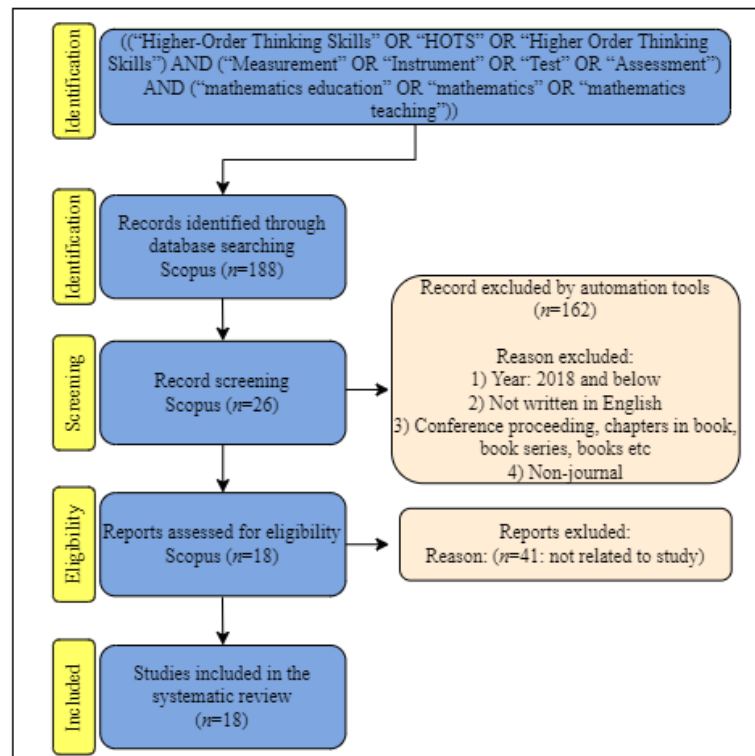 Identification
((“Higher-Order Thinking Skills” OR “HOTS” OR “Higher Order Thinking
Skills”) AND (“Measurement” OR “Instrument” OR “Test” OR “Assessment”)
AND (“mathematics education” OR “mathematics” OR “mathematics
teaching”))
Identification
Records identified through
database searching
Scopus (n=188)
Record excluded by automation tools
(n=162)
Reason excluded:
1) Year: 2018 and below
2) Not written in English
3) Conference proceeding, chapters in book,
book series, books etc
4) Non-journal
Screening
Record screening
Scopus (n=26)
Eligibility
Reports assessed for eligibility
Scopus (n=18)
Reports exluded:
Reason: (n=41: not related to study)
Included
Studies included in the
systematic review
(n=18)